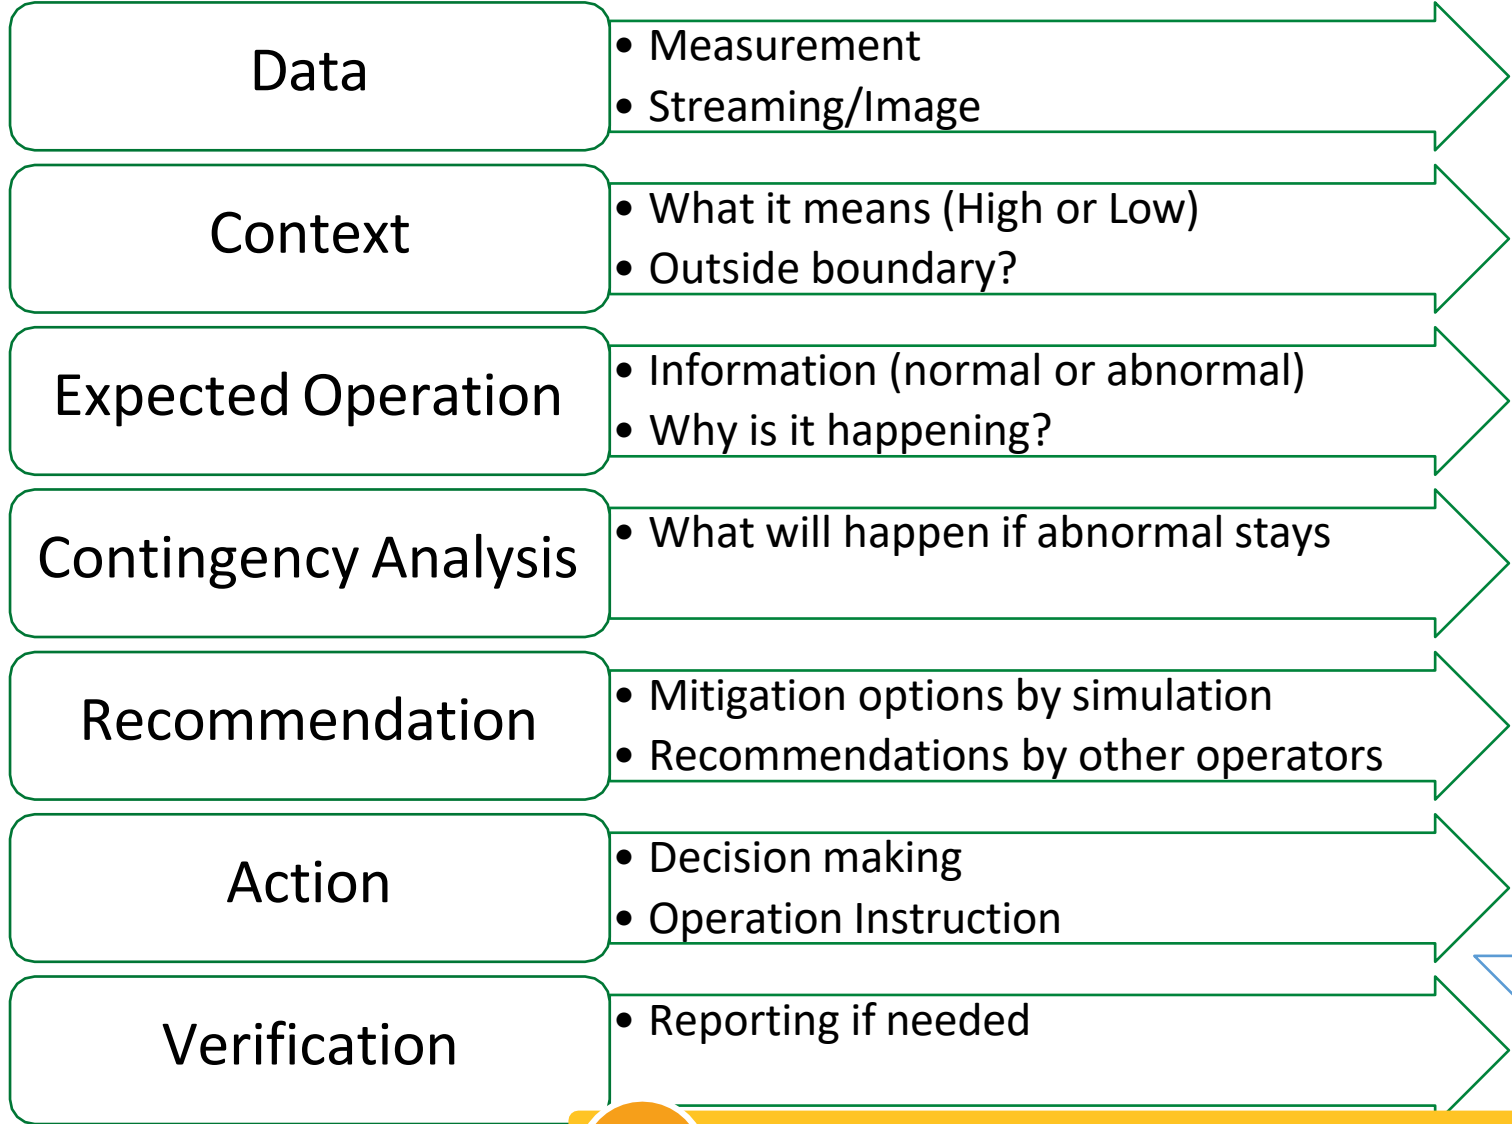 Data
• Measurement
• Streaming/Image
Context
• What it means (High or Low)
• Outside boundary?
Expected Operation
• Information (normal or abnormal)
• Why is it happening?
Contingency Analysis
• What will happen if abnormal stays
Recommendation
• Mitigation options by simulation
• Recommendations by other operators
Action
• Decision making
• Operation Instruction
Verification
• Reporting if needed